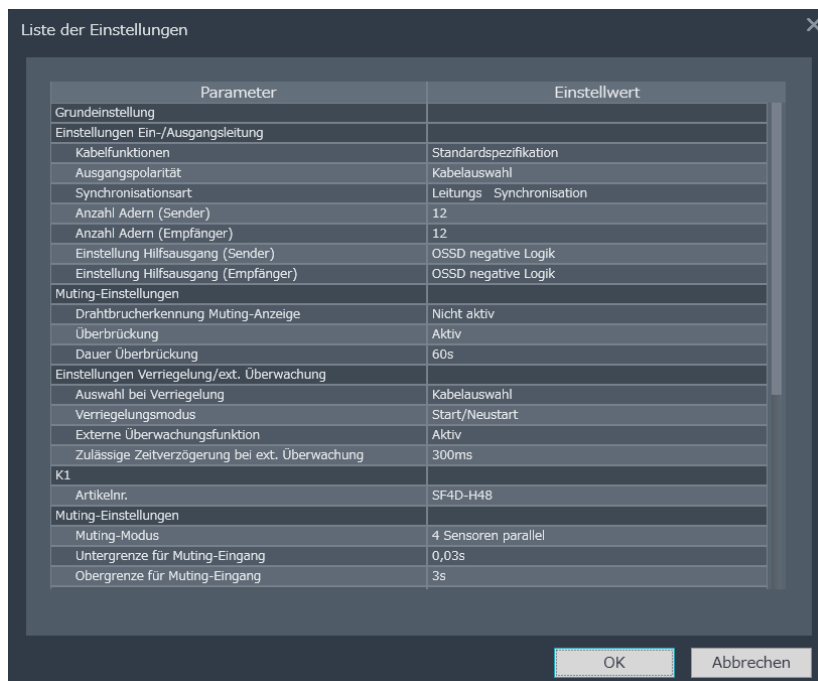 Liste der Einstellungen
Parameter Einstellwert
Grundeinstellung
Einstellungen Ein-/Ausgangsleitung
Kabelfunktionen Standardspezifikation
Ausgangspolarität Kabelauswahl
Synchronisationsart Leitungs Synchronisation
Anzahl Adern (Sender) 12
Anzahl Adern (Empfänger) 12
Einstellung Hilfsausgang (Sender) OSSD negative Logik
Einstellung Hilfsausgang (Empfänger) OSSD negative Logik
Muting-Einstellungen
Drahtbrucherkennung Muting-Anzeige Nicht aktiv
Überbrückung Aktiv
Dauer Überbrückung 60s
Einstellungen Verriegelung/ext. Überwachung
Auswahl bei Verriegelung Kabelauswahl
Verriegelungsmodus Start/Neustart
Externe Überwachungsfunktion Aktiv
Zulässige Zeitverzögerung bei ext. Überwachung 300ms
K1
Artikelnr. SF4D-H48
Muting-Einstellungen
Muting-Modus 4 Sensoren parallel
Untergrenze für Muting-Eingang 0,03s
Obergrenze für Muting-Eingang 3s
OK Abbrechen